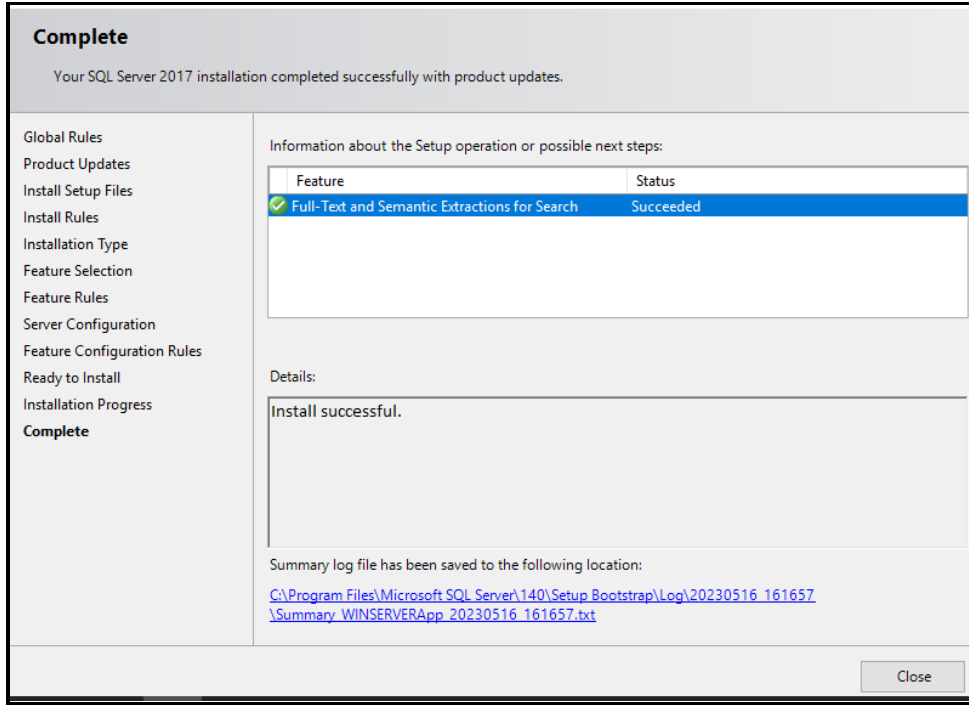 Complete
Your SQL Server 2017 installation completed successfully with product updates.
Global Rules
Product Updates
Install Setup Files
Install Rules
Installation Type
Feature Selection
Feature Rules
Server Configuration
Feature Configuration Rules
Ready to Install
Installation Progress
Complete
Information about the Setup operation or possible next steps:
Feature Status
Full-Text and Semantic Extractions for Search Succeeded
Details:
Install successful.
Summary log file has been saved to the following location:
C:\Program Files\Microsoft SQL Server\140\Setup Bootstrap\Log\20230516_161657
\Summary_WINSERVERApp_20230516_161657.txt
Close